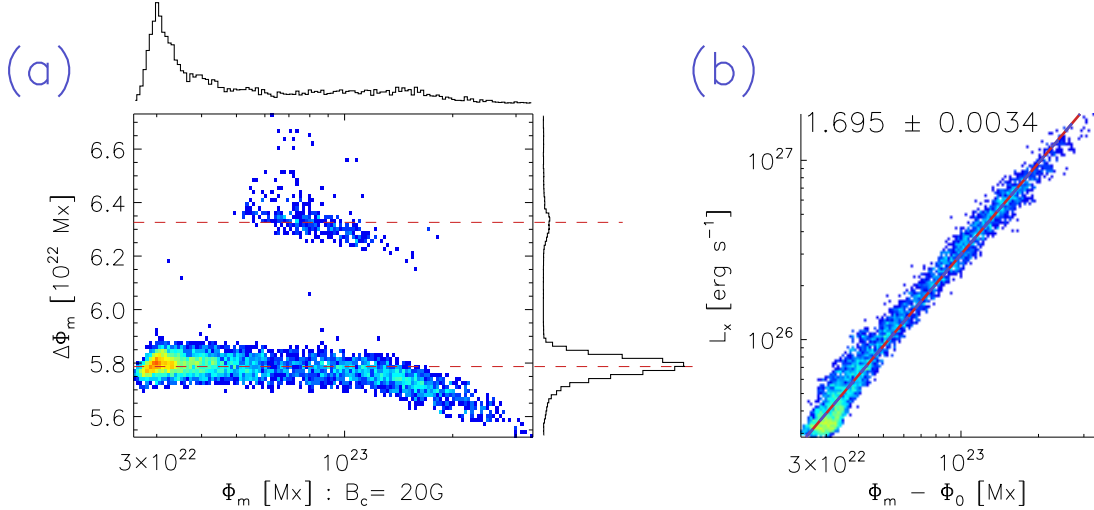 (a)
6.6
6.4
6.2
6.0
5.8
5.6
ΔΦₘ [10²² Mx]
3×10²² 10²³
Φₘ [Mx] : B_c= 20G
(b)
1.695 ± 0.0034
10²⁷
10²⁶
Lₓ [erg s⁻¹]
3×10²² 10²³
Φₘ − Φ₀ [Mx]